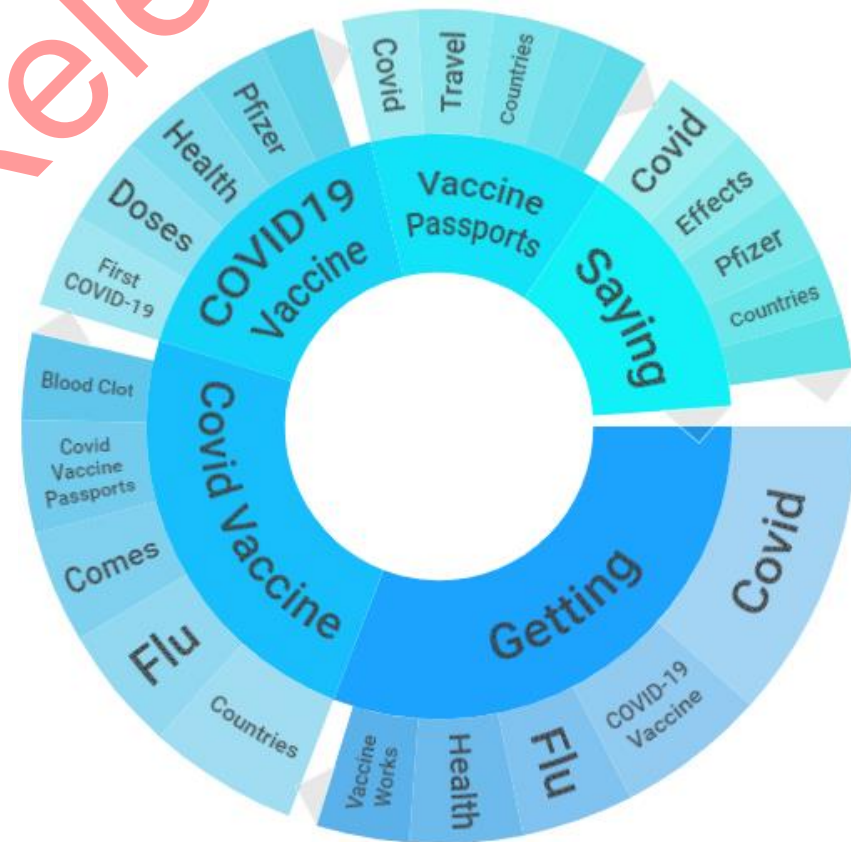 Rele
Covid
Travel
Countries
Vaccine
Passports
Covid
Effects
Pfizer
Countries
Saying
Pfizer
Health
Doses
First
COVID-19
COVID19
Vaccine
Blood Clot
Covid
Vaccine
Passports
Comes
Flu
Countries
Covid Vaccine
Getting
Covid
COVID-19
Vaccine
Flu
Health
Vaccine
Works